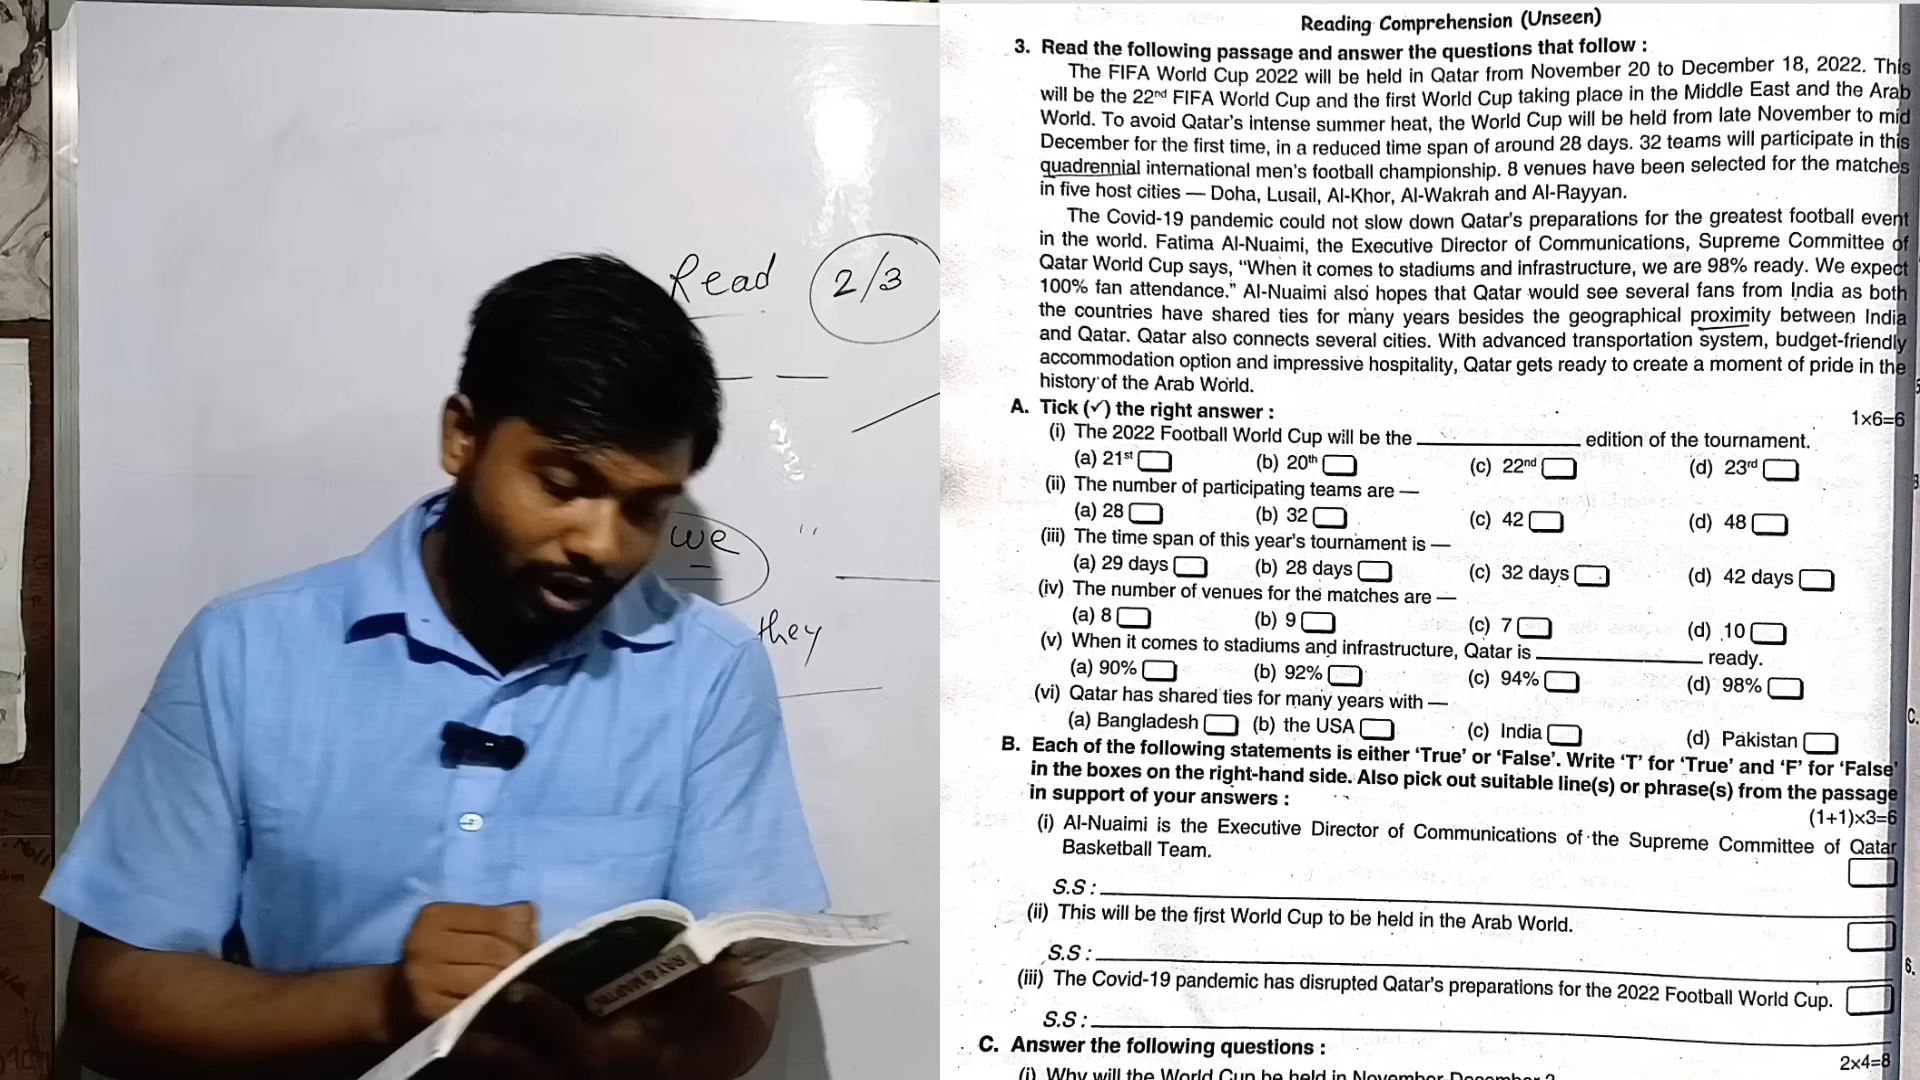 Read 2/3
we "
they
RAY & MARTIN
Reading Comprehension (Unseen)
3. Read the following passage and answer the questions that follow :
The FIFA World Cup 2022 will be held in Qatar from November 20 to December 18, 2022. This
will be the 22nd FIFA World Cup and the first World Cup taking place in the Middle East and the Arab
World. To avoid Qatar's intense summer heat, the World Cup will be held from late November to mid
December for the first time, in a reduced time span of around 28 days. 32 teams will participate in this
quadrennial international men's football championship. 8 venues have been selected for the matches
in five host cities — Doha, Lusail, Al-Khor, Al-Wakrah and Al-Rayyan.
The Covid-19 pandemic could not slow down Qatar's preparations for the greatest football event
in the world. Fatima Al-Nuaimi, the Executive Director of Communications, Supreme Committee of
Qatar World Cup says, "When it comes to stadiums and infrastructure, we are 98% ready. We expect
100% fan attendance." Al-Nuaimi also hopes that Qatar would see several fans from India as both
the countries have shared ties for many years besides the geographical proximity between India
and Qatar. Qatar also connects several cities. With advanced transportation system, budget-friendly
accommodation option and impressive hospitality, Qatar gets ready to create a moment of pride in the
history of the Arab World.
A. Tick (✓) the right answer : 1×6=6
(i) The 2022 Football World Cup will be the ____________ edition of the tournament.
(a) 21st (b) 20th (c) 22nd (d) 23rd
(ii) The number of participating teams are —
(a) 28 (b) 32 (c) 42 (d) 48
(iii) The time span of this year's tournament is —
(a) 29 days (b) 28 days (c) 32 days (d) 42 days
(iv) The number of venues for the matches are —
(a) 8 (b) 9 (c) 7 (d) 10
(v) When it comes to stadiums and infrastructure, Qatar is ____________ ready.
(a) 90% (b) 92% (c) 94% (d) 98%
(vi) Qatar has shared ties for many years with —
(a) Bangladesh (b) the USA (c) India (d) Pakistan
B. Each of the following statements is either 'True' or 'False'. Write 'T' for 'True' and 'F' for 'False'
in the boxes on the right-hand side. Also pick out suitable line(s) or phrase(s) from the passage
in support of your answers : (1+1)×3=6
(i) Al-Nuaimi is the Executive Director of Communications of the Supreme Committee of Qatar
Basketball Team.
S.S :
(ii) This will be the first World Cup to be held in the Arab World.
S.S :
(iii) The Covid-19 pandemic has disrupted Qatar's preparations for the 2022 Football World Cup.
S.S :
C. Answer the following questions : 2×4=8
(i) Why will the World Cup be held in November-December?